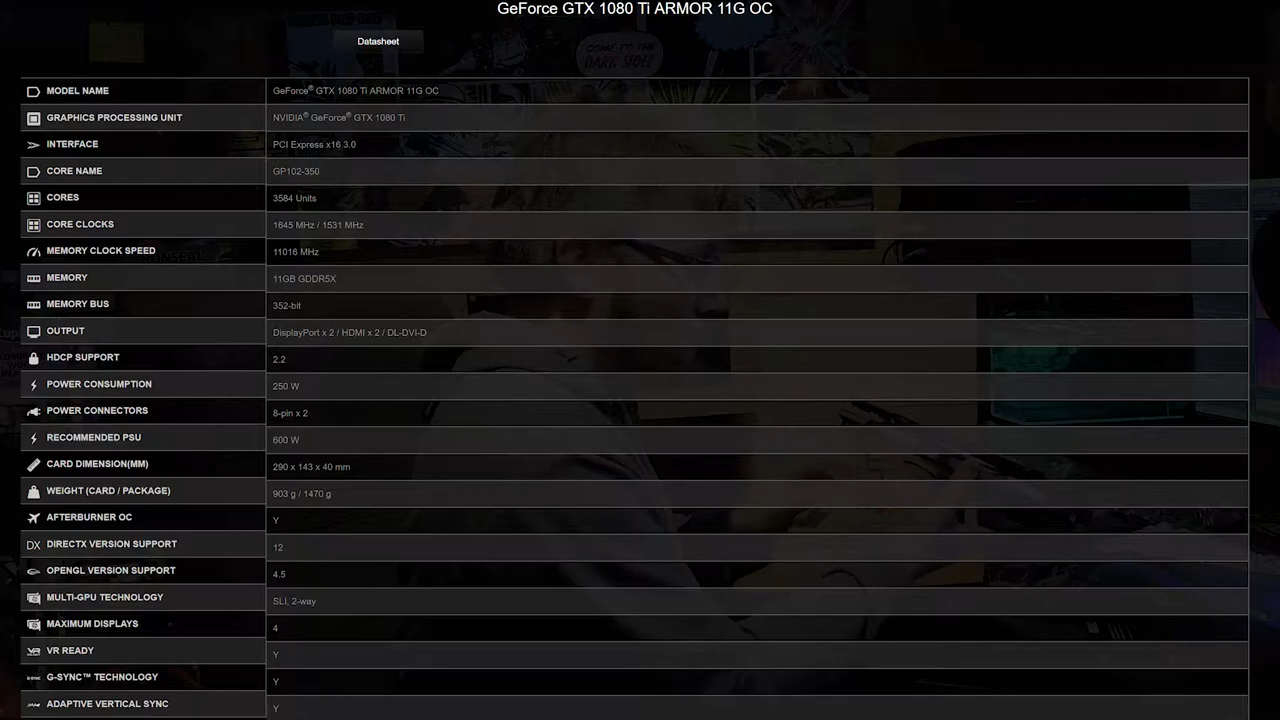 GeForce GTX 1080 Ti ARMOR 11G OC
Datasheet
COME TO THE
DARK SIDE!
MODEL NAME GeForce® GTX 1080 Ti ARMOR 11G OC
GRAPHICS PROCESSING UNIT NVIDIA® GeForce® GTX 1080 Ti
INTERFACE PCI Express x16 3.0
CORE NAME GP102-350
CORES 3584 Units
CORE CLOCKS 1645 MHz / 1531 MHz
MEMORY CLOCK SPEED 11016 MHz
MEMORY 11GB GDDR5X
MEMORY BUS 352-bit
OUTPUT DisplayPort x 2 / HDMI x 2 / DL-DVI-D
HDCP SUPPORT 2.2
POWER CONSUMPTION 250 W
POWER CONNECTORS 8-pin x 2
RECOMMENDED PSU 600 W
CARD DIMENSION(MM) 290 x 143 x 40 mm
WEIGHT (CARD / PACKAGE) 903 g / 1470 g
AFTERBURNER OC Y
DX DIRECTX VERSION SUPPORT 12
OPENGL VERSION SUPPORT 4.5
MULTI-GPU TECHNOLOGY SLI, 2-way
MAXIMUM DISPLAYS 4
VR READY Y
G-SYNC™ TECHNOLOGY Y
ADAPTIVE VERTICAL SYNC Y